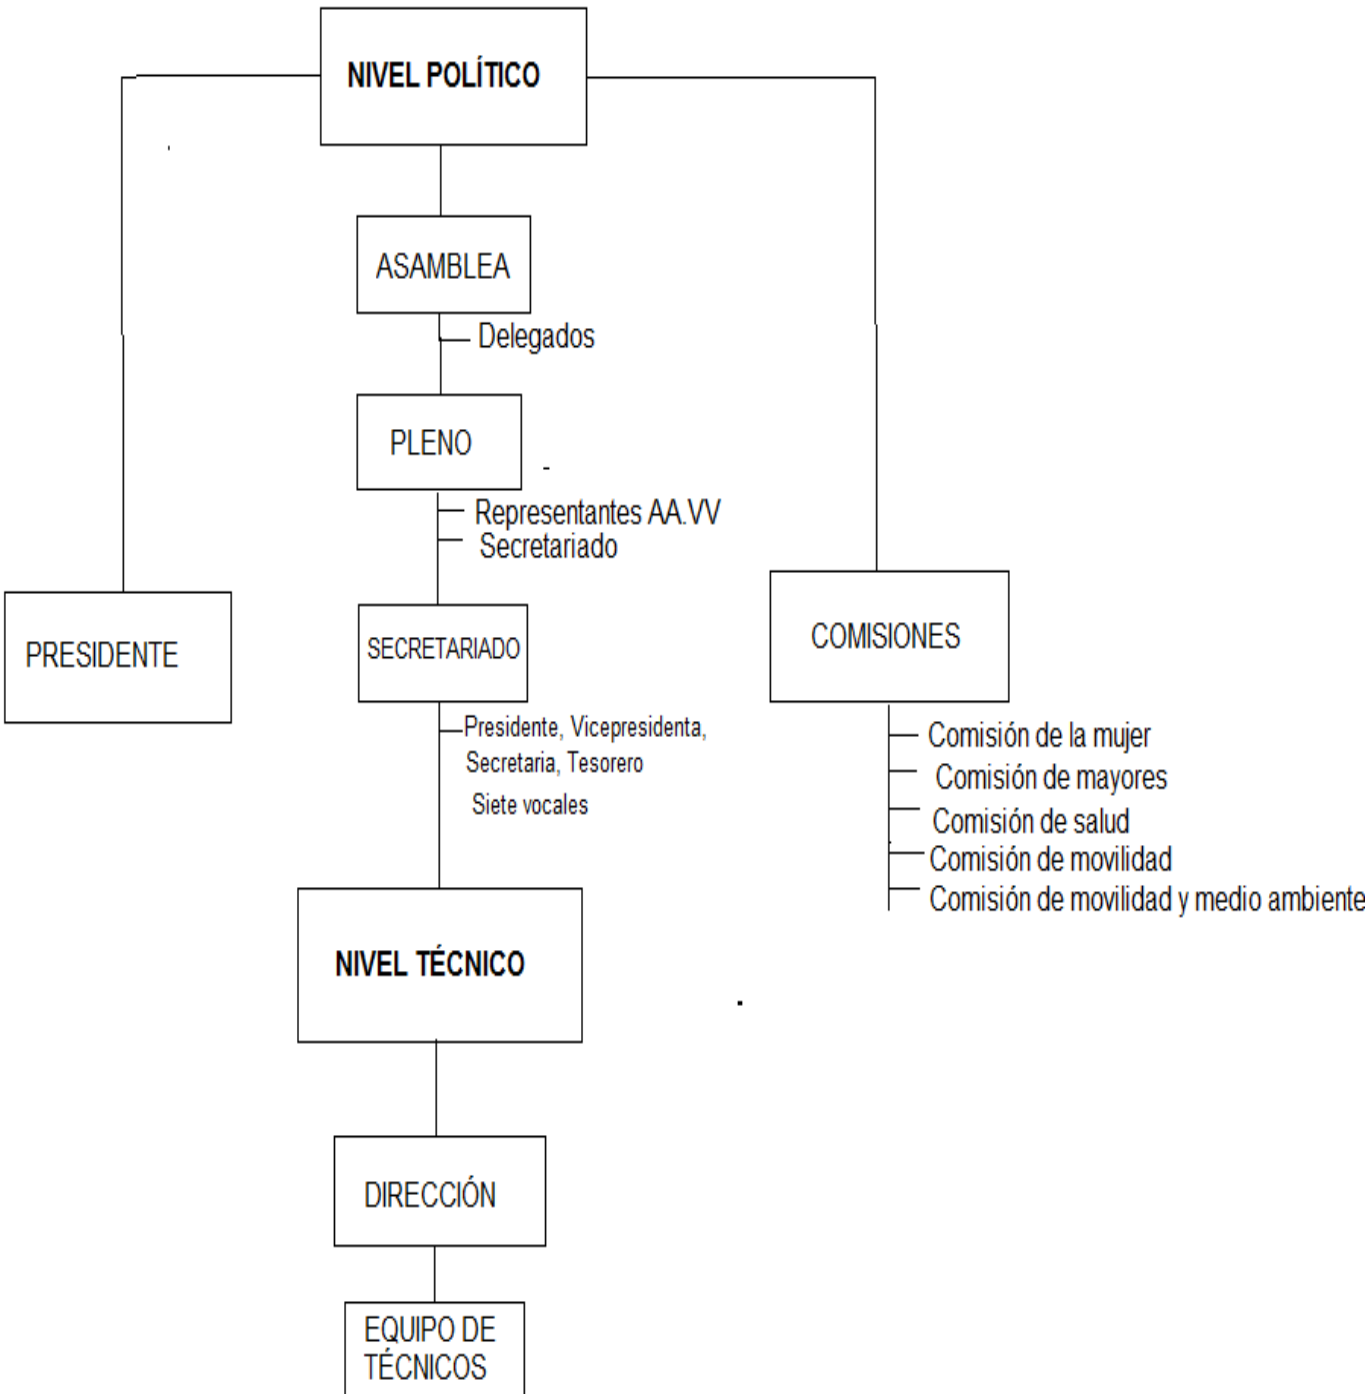 NIVEL POLÍTICO
ASAMBLEA
Delegados
PLENO
Representantes AA.VV
Secretariado
PRESIDENTE
SECRETARIADO
COMISIONES
Presidente, Vicepresidenta,
Secretaria, Tesorero
Siete vocales
Comisión de la mujer
Comisión de mayores
Comisión de salud
Comisión de movilidad
Comisión de movilidad y medio ambiente
NIVEL TÉCNICO
DIRECCIÓN
EQUIPO DE
TÉCNICOS